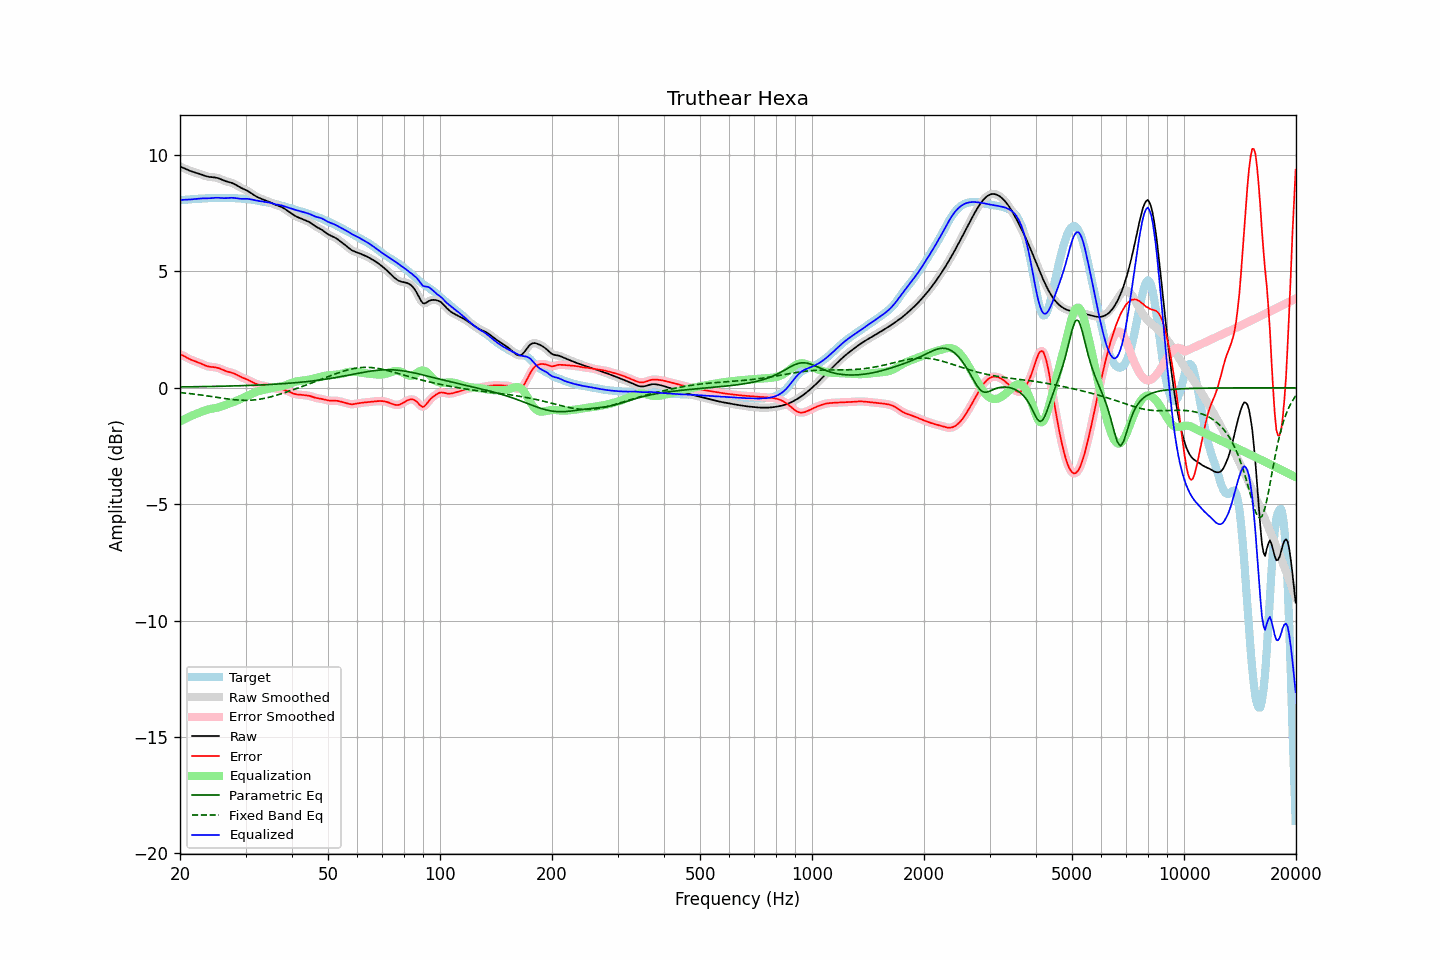 Truthear Hexa
Amplitude (dBr)
10
5
0
−5
−10
−15
−20
Target
Raw Smoothed
Error Smoothed
Raw
Error
Equalization
Parametric Eq
Fixed Band Eq
Equalized
20 50 100 200 500 1000 2000 5000 10000 20000
Frequency (Hz)